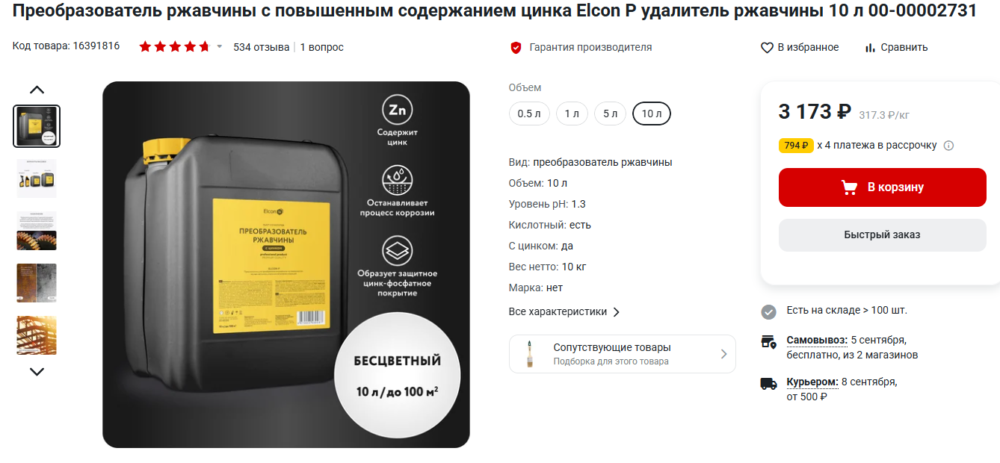 Преобразователь ржавчины с повышенным содержанием цинка Elcon P удалитель ржавчины 10 л 00-00002731
Код товара: 16391816
534 отзыва
1 вопрос
Гарантия производителя
В избранное
Сравнить
Zn
Содержит
цинк
Останавливает
процесс коррозии
Образует защитное
цинк-фосфатное
покрытие
Elcon
ПРЕОБРАЗОВАТЕЛЬ
РЖАВЧИНЫ
С ЦИНКОМ
professional product
ELCON P
БЕСЦВЕТНЫЙ
10 л/до 100 м²
Объем
0.5 л
1 л
5 л
10 л
Вид: преобразователь ржавчины
Объем: 10 л
Уровень pH: 1.3
Кислотный: есть
С цинком: да
Вес нетто: 10 кг
Марка: нет
Все характеристики
Сопутствующие товары
Подборка для этого товара
3 173 ₽ 317.3 ₽/кг
794 ₽ x 4 платежа в рассрочку
В корзину
Быстрый заказ
Есть на складе > 100 шт.
Самовывоз: 5 сентября,
бесплатно, из 2 магазинов
Курьером: 8 сентября,
от 500 ₽